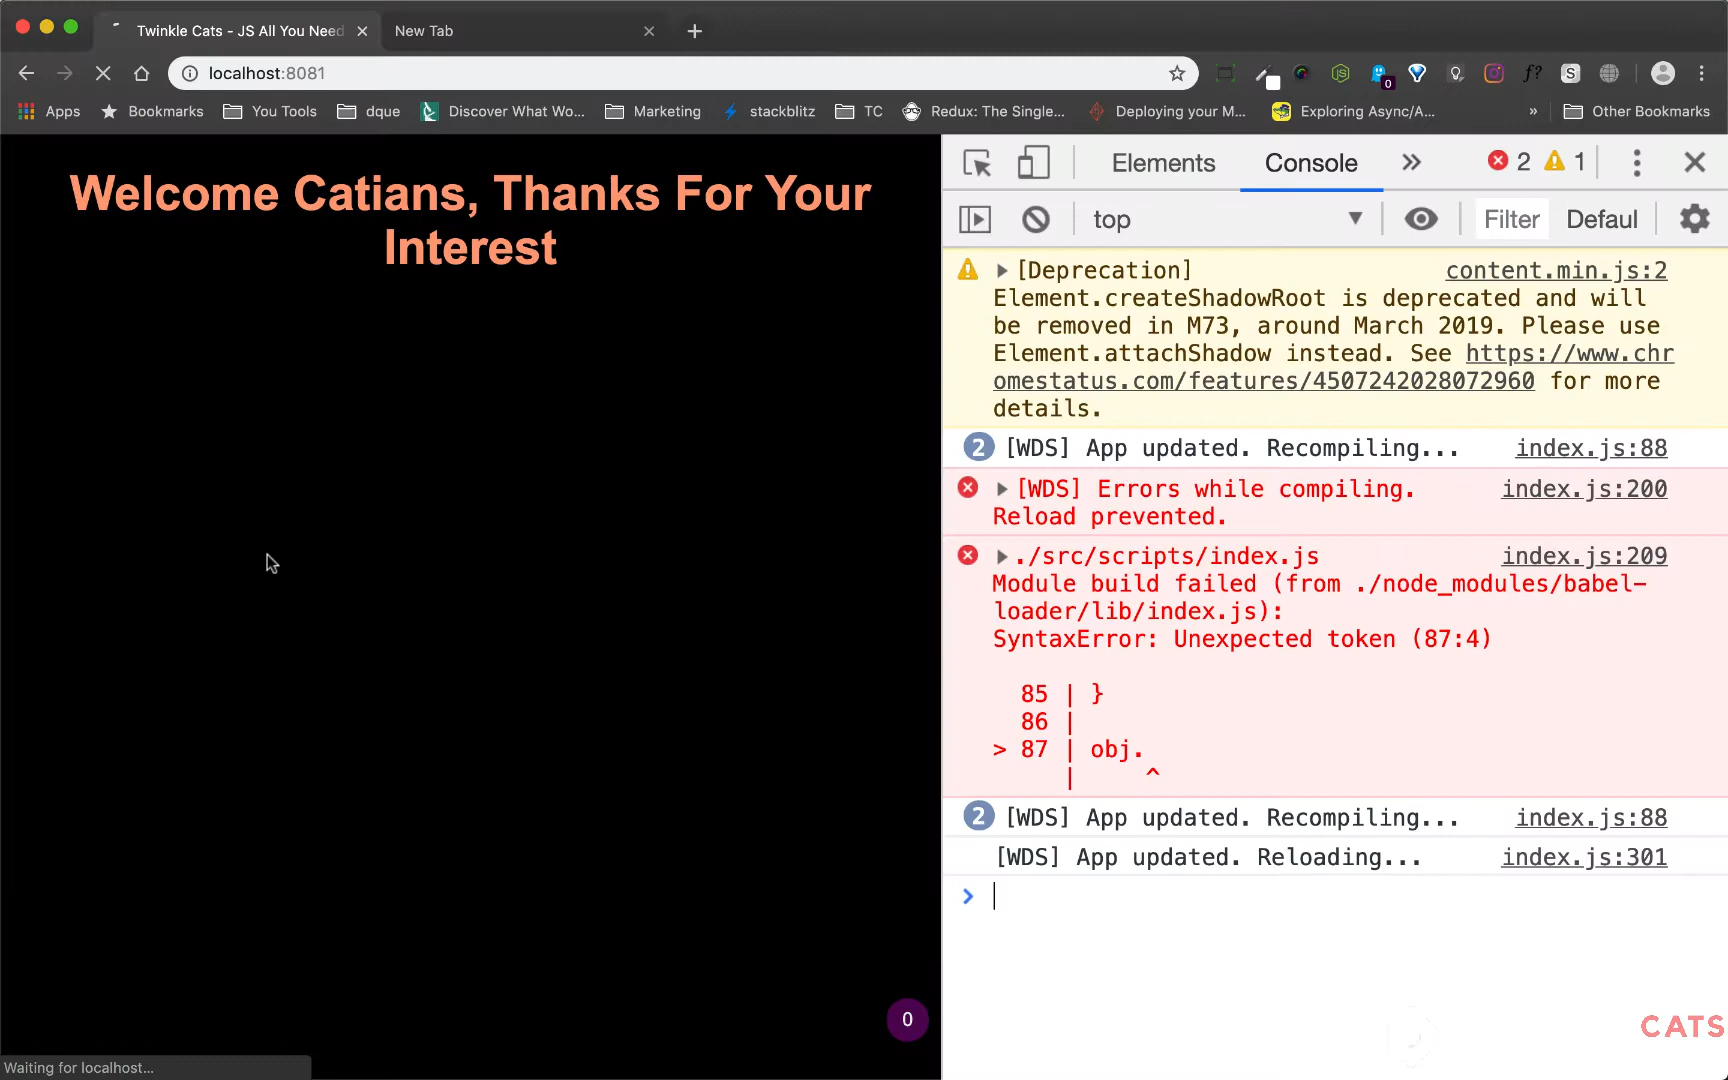 Twinkle Cats - JS All You Need
New Tab
localhost:8081
0
f?
S
Apps
Bookmarks
You Tools
dque
Discover What Wo...
Marketing
stackblitz
TC
Redux: The Single...
Deploying your M...
Exploring Async/A...
»
Other Bookmarks
Welcome Catians, Thanks For Your
Interest
0
Waiting for localhost...
Elements
Console
»
2
1
top
Filter
Defaul
[Deprecation] content.min.js:2
Element.createShadowRoot is deprecated and will
be removed in M73, around March 2019. Please use
Element.attachShadow instead. See https://www.chr
omestatus.com/features/4507242028072960 for more
details.
2 [WDS] App updated. Recompiling... index.js:88
[WDS] Errors while compiling. index.js:200
Reload prevented.
./src/scripts/index.js index.js:209
Module build failed (from ./node_modules/babel-
loader/lib/index.js):
SyntaxError: Unexpected token (87:4)
85 | }
86 |
> 87 | obj.
| ^
2 [WDS] App updated. Recompiling... index.js:88
[WDS] App updated. Reloading... index.js:301
>
CATS